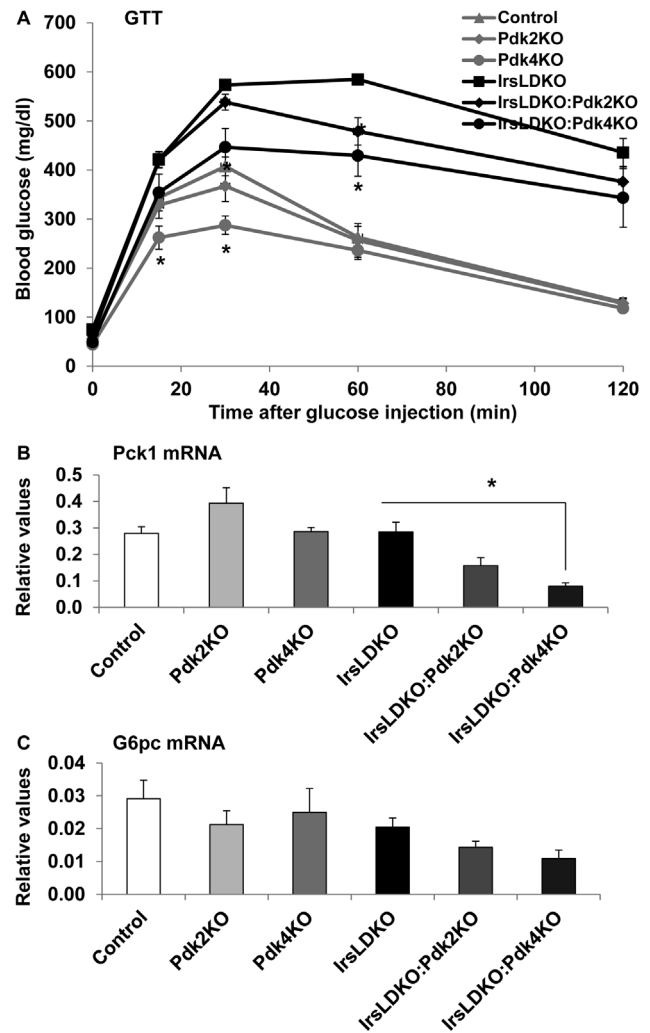 A GTT
Control
Pdk2KO
Pdk4KO
IrsLDKO
IrsLDKO:Pdk2KO
IrsLDKO:Pdk4KO
Blood glucose (mg/dl)
700
600
500
400
300
200
100
0
*
*
*
*
0 20 40 60 80 100 120
Time after glucose injection (min)
B Pck1 mRNA
Relative values
0.5
0.4
0.3
0.2
0.1
0.0
*
Control
Pdk2KO
Pdk4KO
IrsLDKO
IrsLDKO:Pdk2KO
IrsLDKO:Pdk4KO
C G6pc mRNA
Relative values
0.04
0.03
0.02
0.01
0.00
Control
Pdk2KO
Pdk4KO
IrsLDKO
IrsLDKO:Pdk2KO
IrsLDKO:Pdk4KO